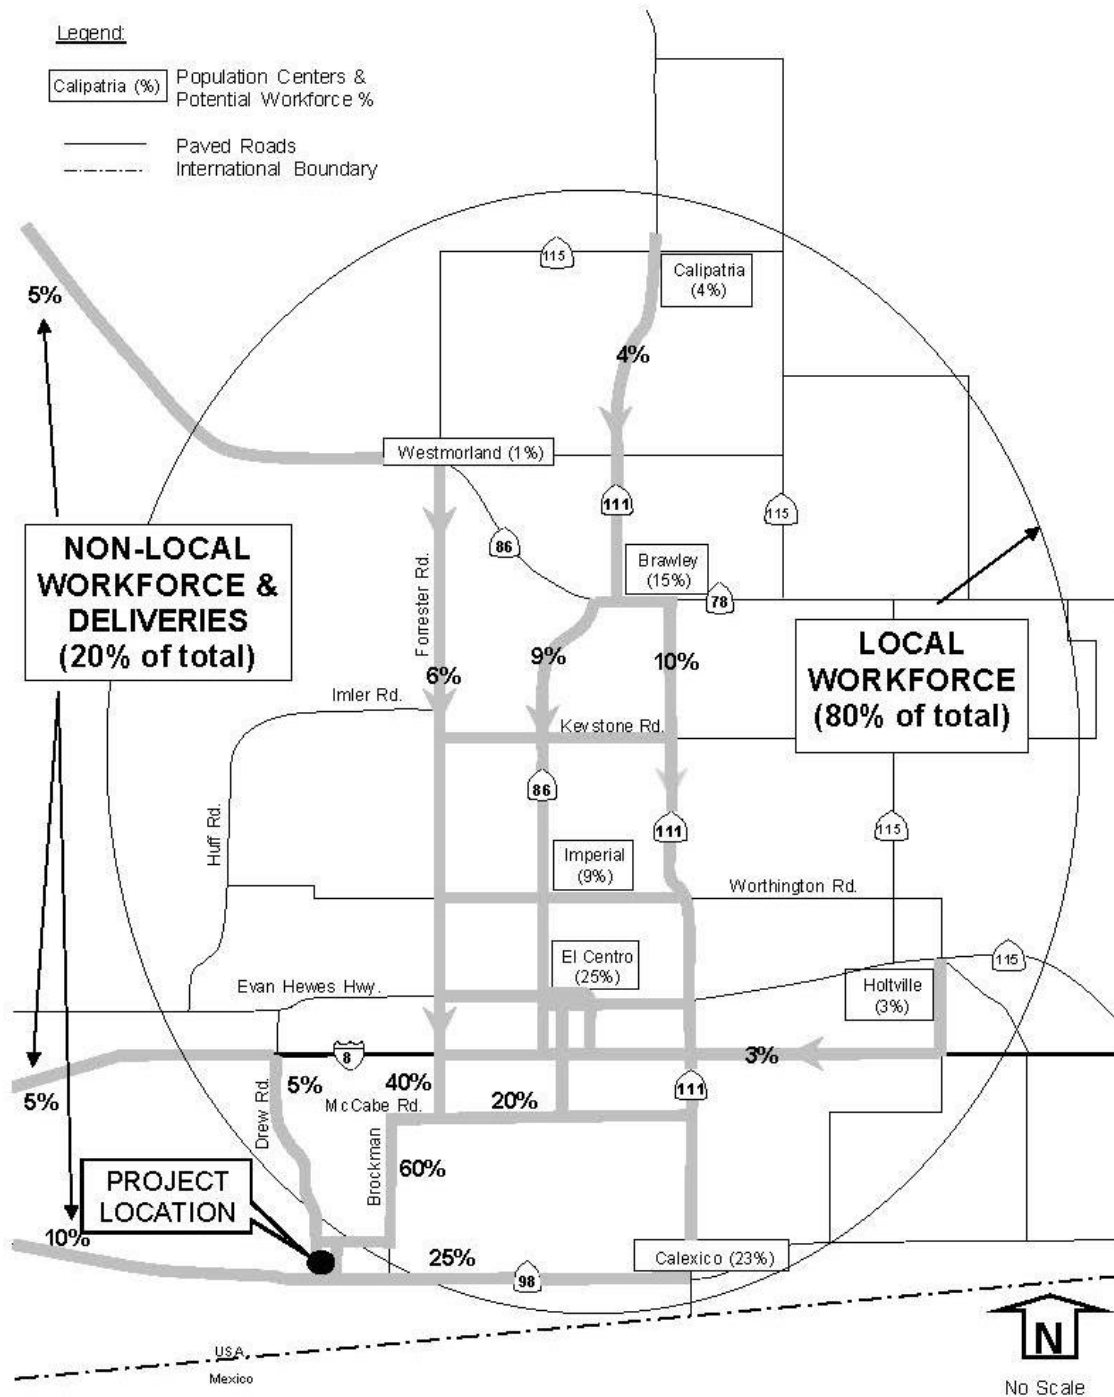 Legend:
Calipatria (%)
Population Centers &
Potential Workforce %
Paved Roads
International Boundary
115
Calipatria
(4%)
5%
4%
Westmorland (1%)
111
115
86
NON-LOCAL
WORKFORCE &
DELIVERIES
(20% of total)
Forrester Rd.
Brawley
(15%)
78
LOCAL
WORKFORCE
(80% of total)
9%
10%
6%
Imler Rd.
Keystone Rd.
86
111
115
Huff Rd.
Imperial
(9%)
Worthington Rd.
El Centro
(25%)
115
Evan Hewes Hwy.
Holtville
(3%)
8
3%
5%
5%
40%
111
McCabe Rd.
20%
Drew Rd.
Brockman
60%
PROJECT
LOCATION
10%
25%
Calexico (23%)
98
USA
Mexico
N
No Scale